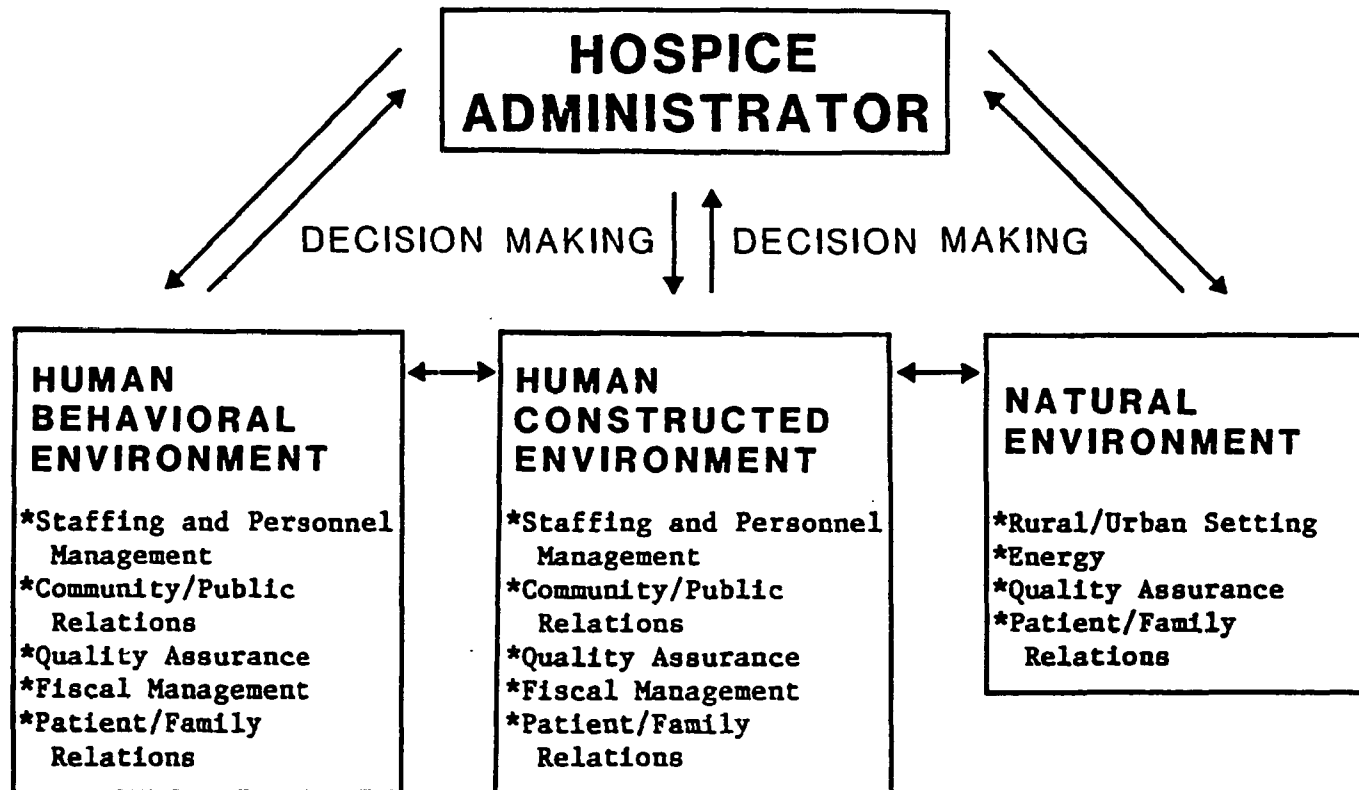 HOSPICE
ADMINISTRATOR
DECISION MAKING
DECISION MAKING
HUMAN
BEHAVIORAL
ENVIRONMENT
*Staffing and Personnel
Management
*Community/Public
Relations
*Quality Assurance
*Fiscal Management
*Patient/Family
Relations
HUMAN
CONSTRUCTED
ENVIRONMENT
*Staffing and Personnel
Management
*Community/Public
Relations
*Quality Assurance
*Fiscal Management
*Patient/Family
Relations
NATURAL
ENVIRONMENT
*Rural/Urban Setting
*Energy
*Quality Assurance
*Patient/Family
Relations